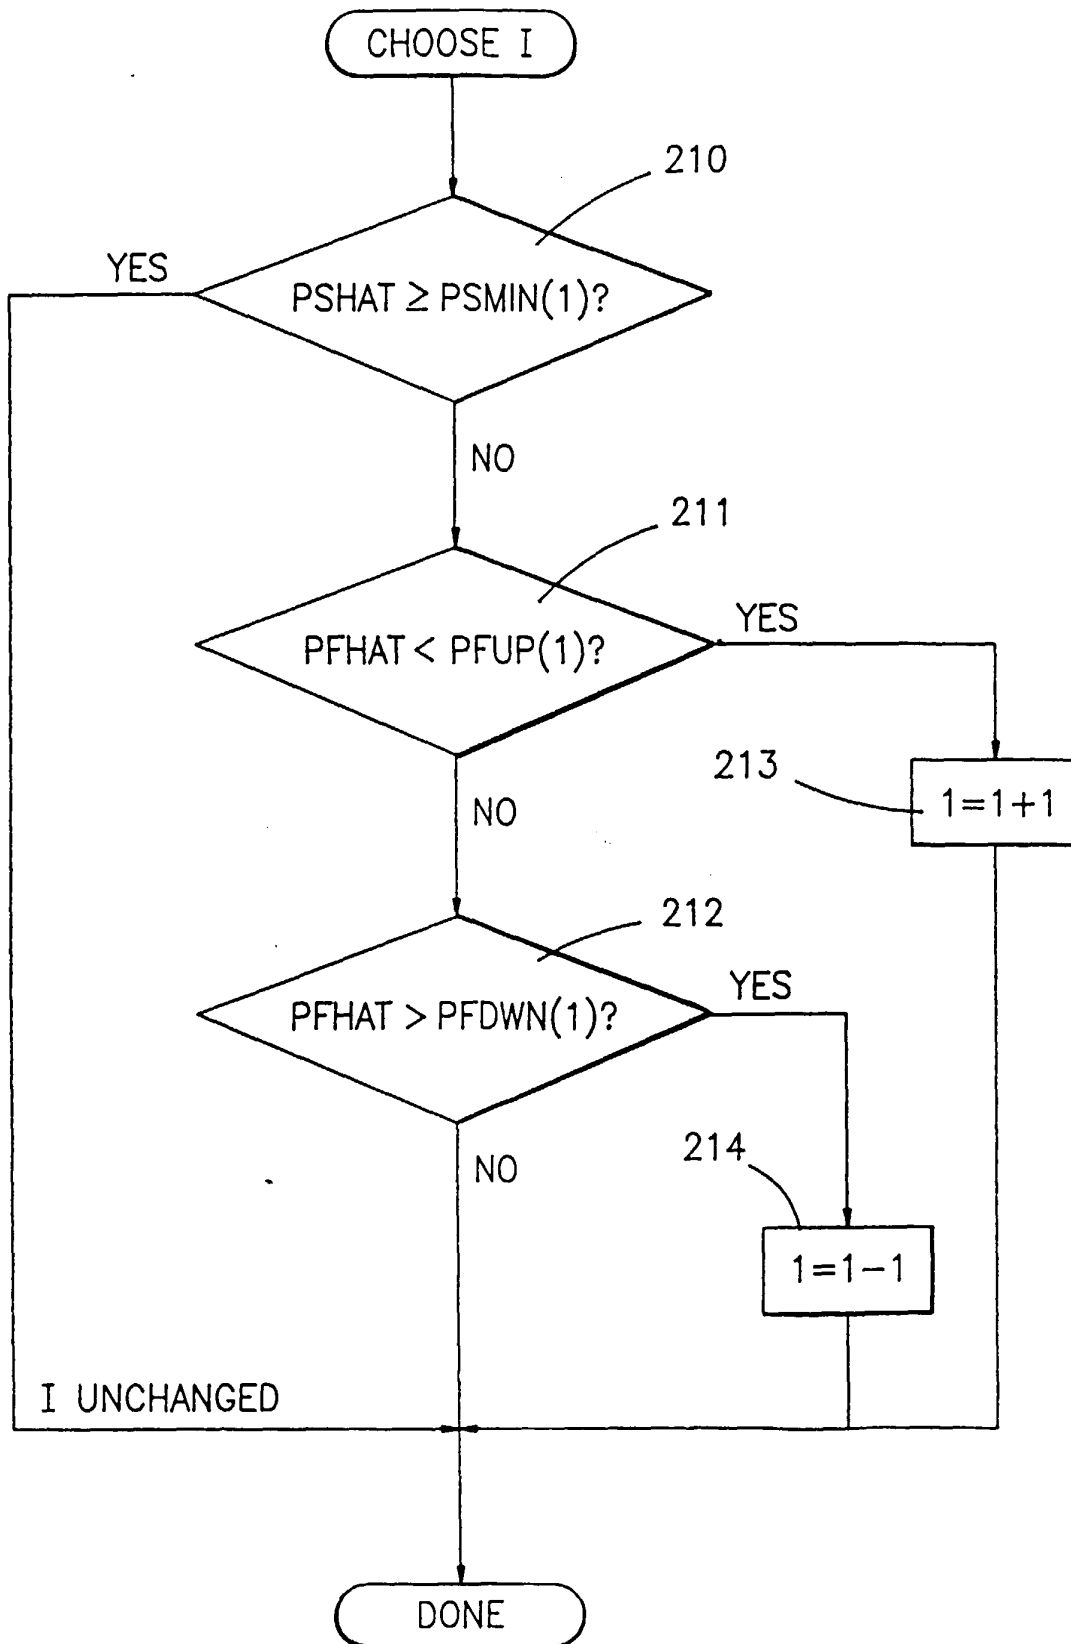 CHOOSE I
210
YES
PSHAT ≥ PSMIN(1)?
NO
211
YES
PFHAT < PFUP(1)?
213
1=1+1
NO
212
YES
PFHAT > PFDWN(1)?
214
NO
1=1-1
I UNCHANGED
DONE